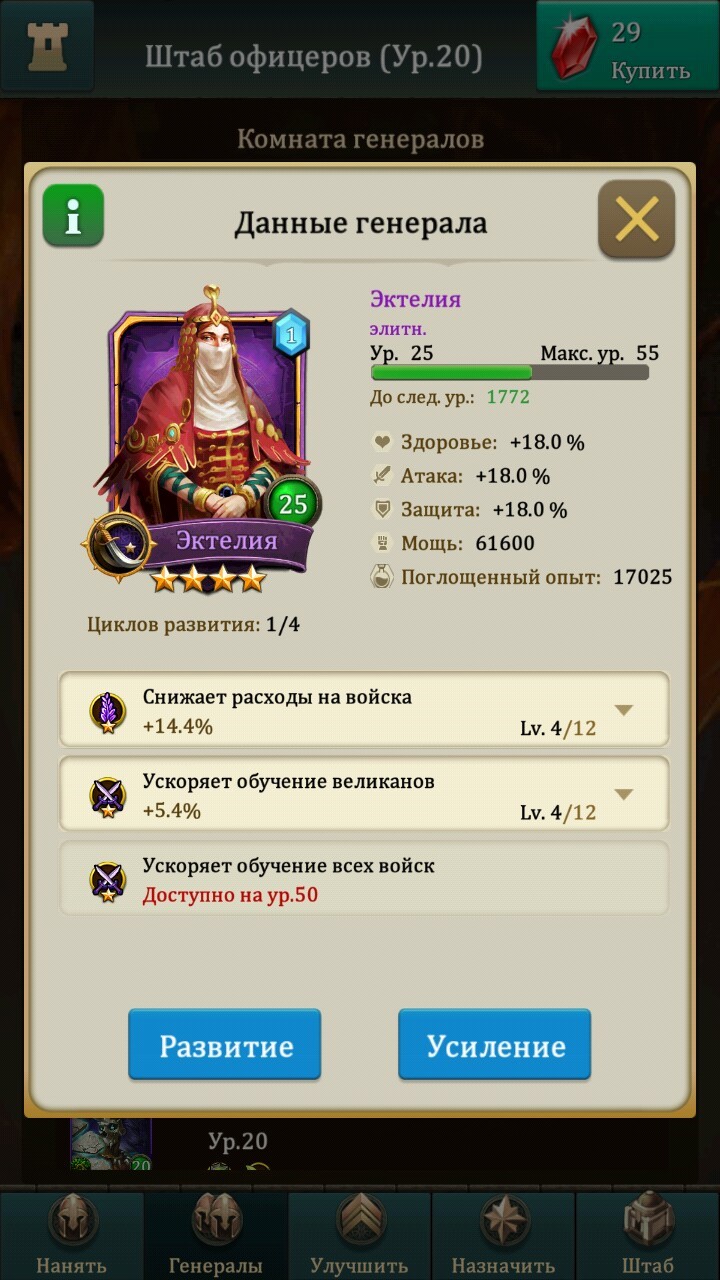 Штаб офицеров (Ур.20)
29
Купить
Комната генералов
Данные генерала
1
25
Эктелия
Циклов развития: 1/4
Эктелия
элитн.
Ур. 25 Макс. ур. 55
До след. ур.: 1772
Здоровье: +18.0 %
Атака: +18.0 %
Защита: +18.0 %
Мощь: 61600
Поглощенный опыт: 17025
Снижает расходы на войска
+14.4% Lv. 4/12
Ускоряет обучение великанов
+5.4% Lv. 4/12
Ускоряет обучение всех войск
Доступно на ур.50
Развитие Усиление
Ур.20
20
Нанять Генералы Улучшить Назначить Штаб